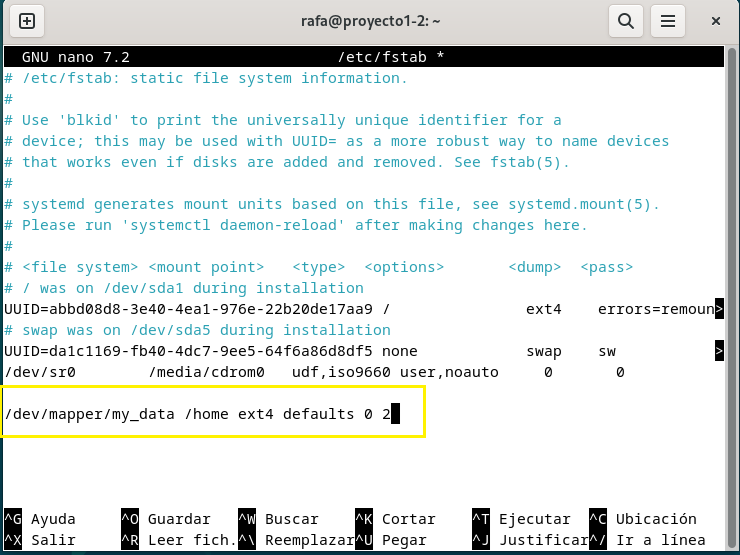 rafa@proyecto1-2: ~
GNU nano 7.2 /etc/fstab *
# /etc/fstab: static file system information.
#
# Use 'blkid' to print the universally unique identifier for a
# device; this may be used with UUID= as a more robust way to name devices
# that works even if disks are added and removed. See fstab(5).
#
# systemd generates mount units based on this file, see systemd.mount(5).
# Please run 'systemctl daemon-reload' after making changes here.
#
# <file system> <mount point>   <type>  <options>       <dump>  <pass>
# / was on /dev/sda1 during installation
UUID=abbd08d8-3e40-4ea1-976e-22b20de17aa9 /               ext4    errors=remoun>
# swap was on /dev/sda5 during installation
UUID=da1c1169-fb40-4dc7-9ee5-64f6a86d8df5 none            swap    sw            >
/dev/sr0        /media/cdrom0   udf,iso9660 user,noauto     0       0
/dev/mapper/my_data /home ext4 defaults 0 2
^G Ayuda ^O Guardar ^W Buscar ^K Cortar ^T Ejecutar ^C Ubicación
^X Salir ^R Leer fich. ^\ Reemplazar ^U Pegar ^J Justificar ^/ Ir a línea